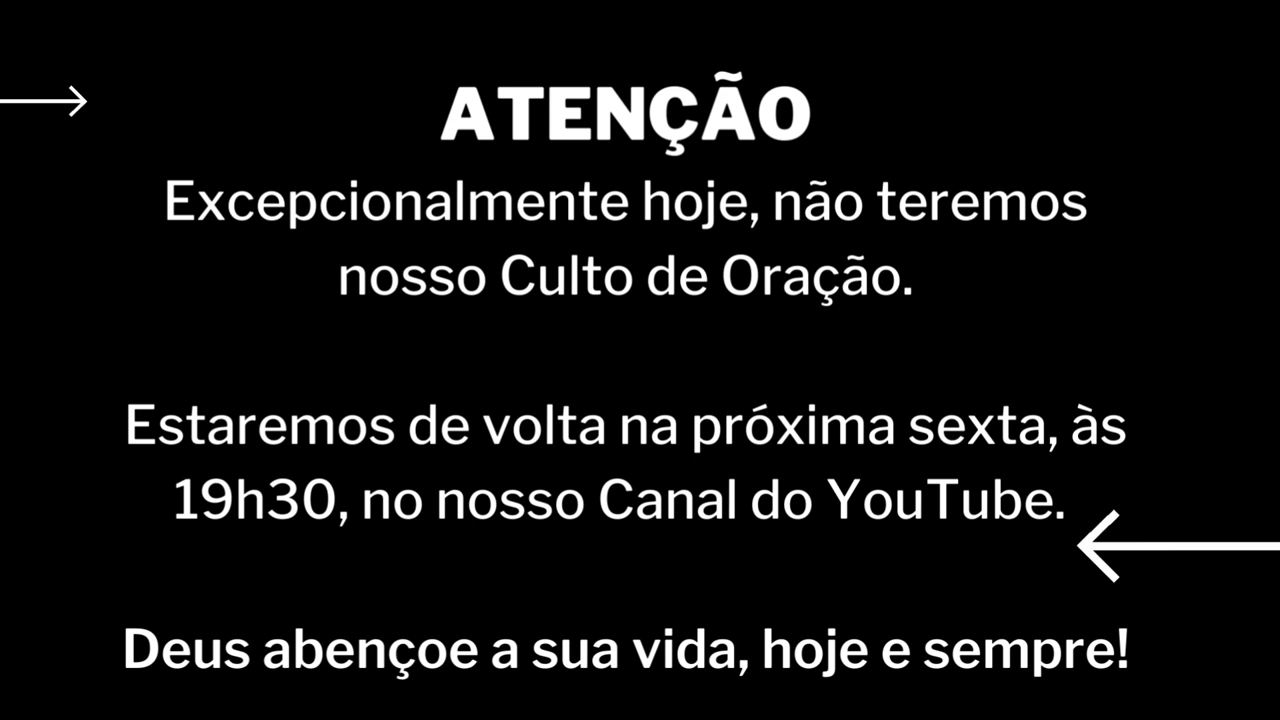 ATENÇÃO
Excepcionalmente hoje, não teremos
nosso Culto de Oração.
Estaremos de volta na próxima sexta, às
19h30, no nosso Canal do YouTube.
Deus abençoe a sua vida, hoje e sempre!